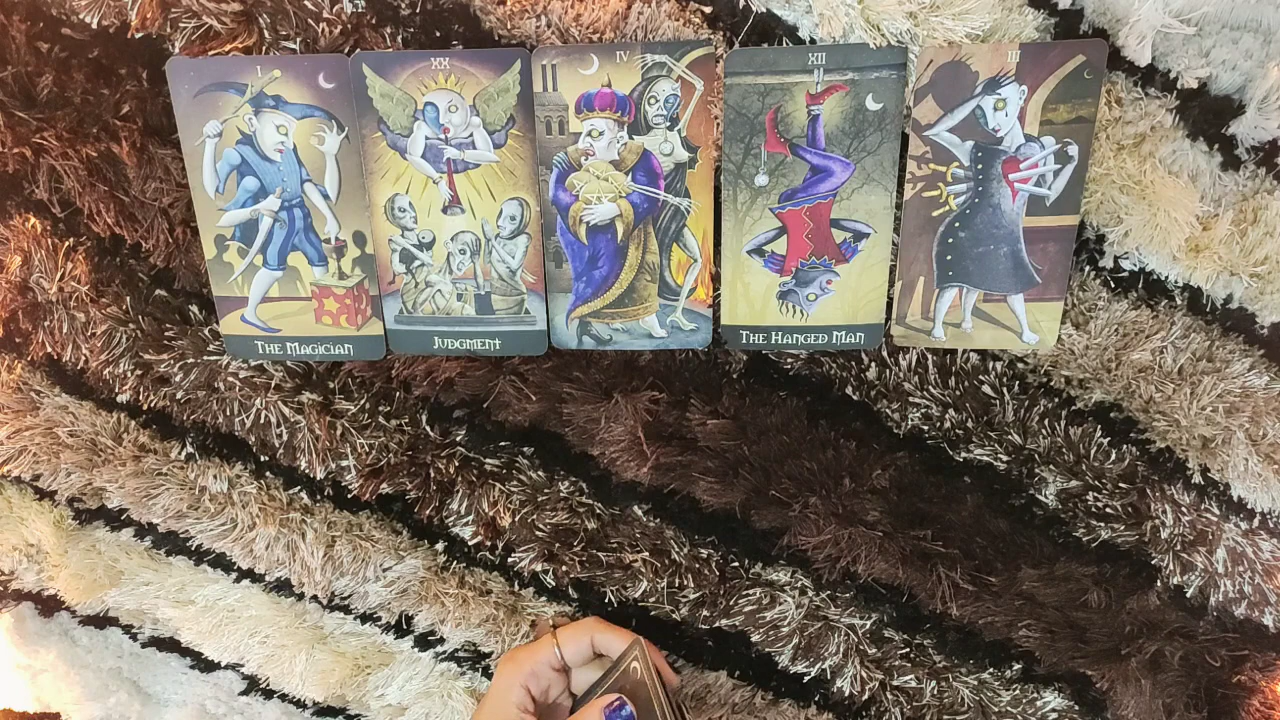 I
THE MAGICIAN
XX
JUDGMENT
IV
XII
THE HANGED MAN
III